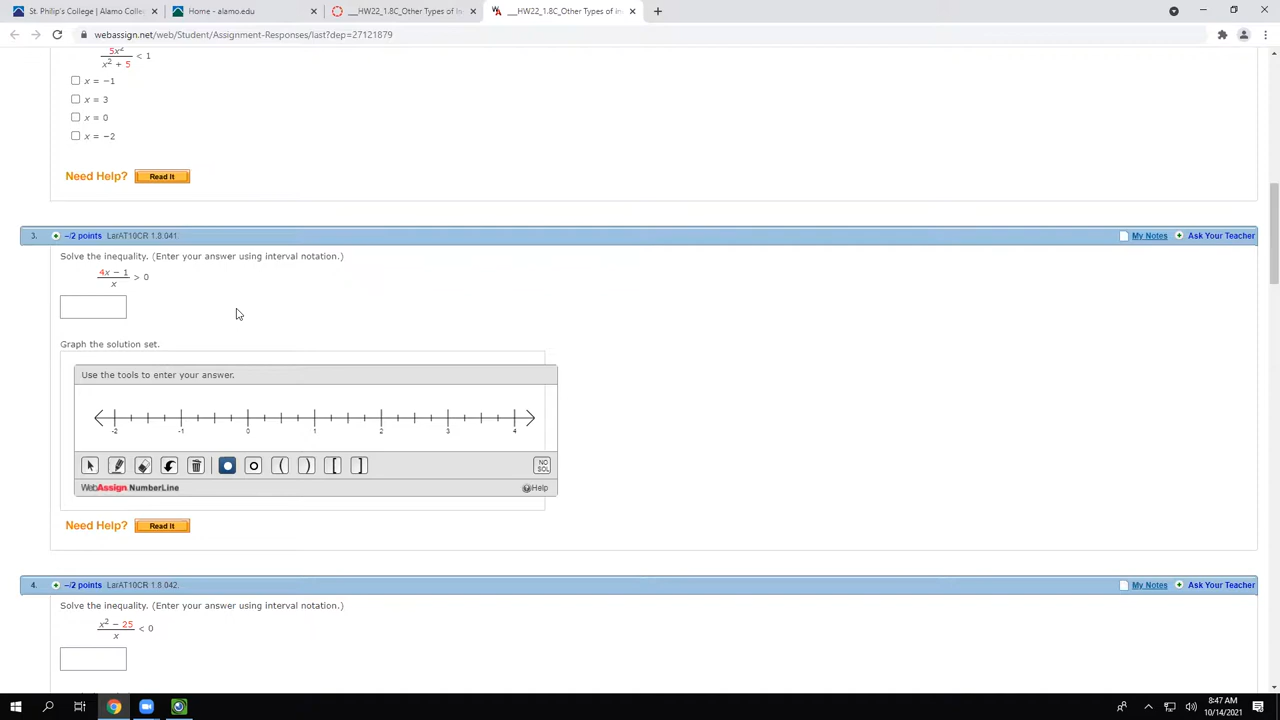 St. Philip's College | Alamo Colle
Home - alamo.edu
___HW22_1.8C_Other Types of In
___HW22_1.8C_Other Types of in
webassign.net/web/Student/Assignment-Responses/last?dep=27121879
5x²
x² + 5
< 1
x = −1
x = 3
x = 0
x = −2
Need Help? Read It
3. –/2 points LarAT10CR 1.8.041. My Notes Ask Your Teacher
Solve the inequality. (Enter your answer using interval notation.)
4x − 1
x
> 0
Graph the solution set.
Use the tools to enter your answer.
-2 -1 0 1 2 3 4
( ) [ ] NO SOL
WebAssign. NumberLine Help
Need Help? Read It
4. –/2 points LarAT10CR 1.8.042. My Notes Ask Your Teacher
Solve the inequality. (Enter your answer using interval notation.)
x² − 25
x
< 0
8:47 AM
10/14/2021